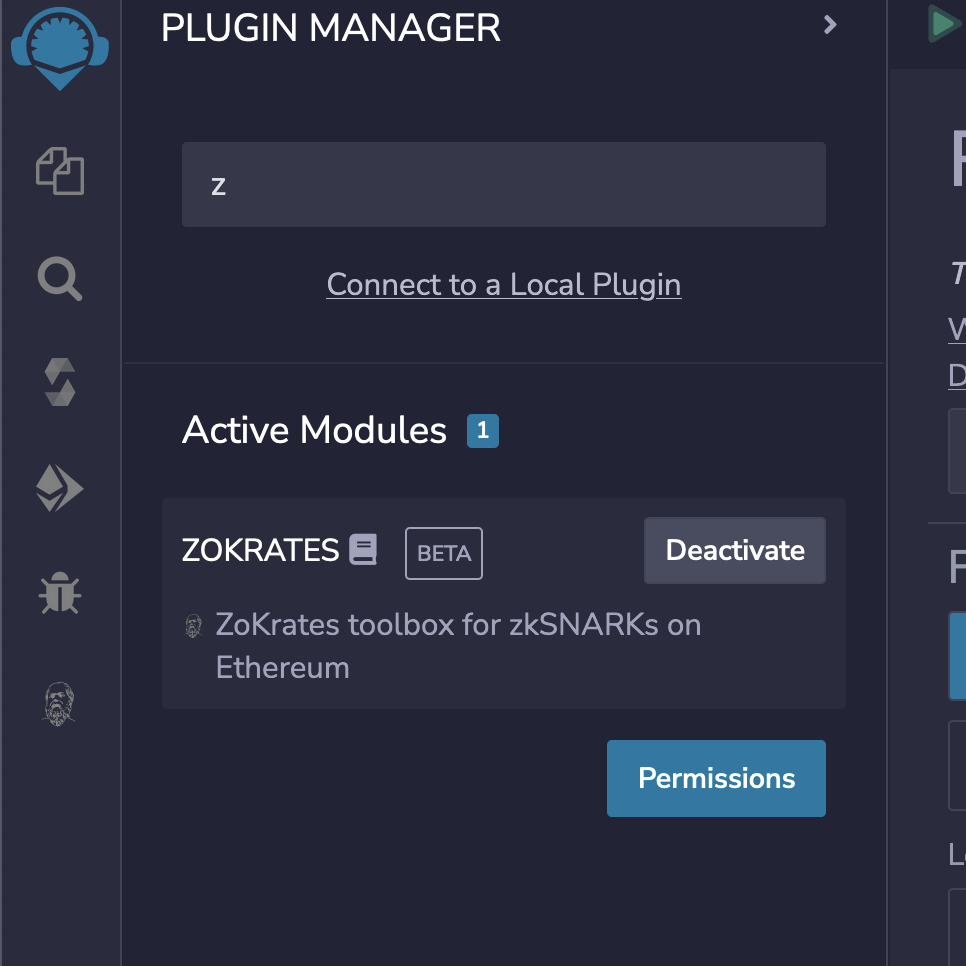 PLUGIN MANAGER
z
Connect to a Local Plugin
Active Modules 1
ZOKRATES BETA Deactivate
ZoKrates toolbox for zkSNARKs on
Ethereum
Permissions